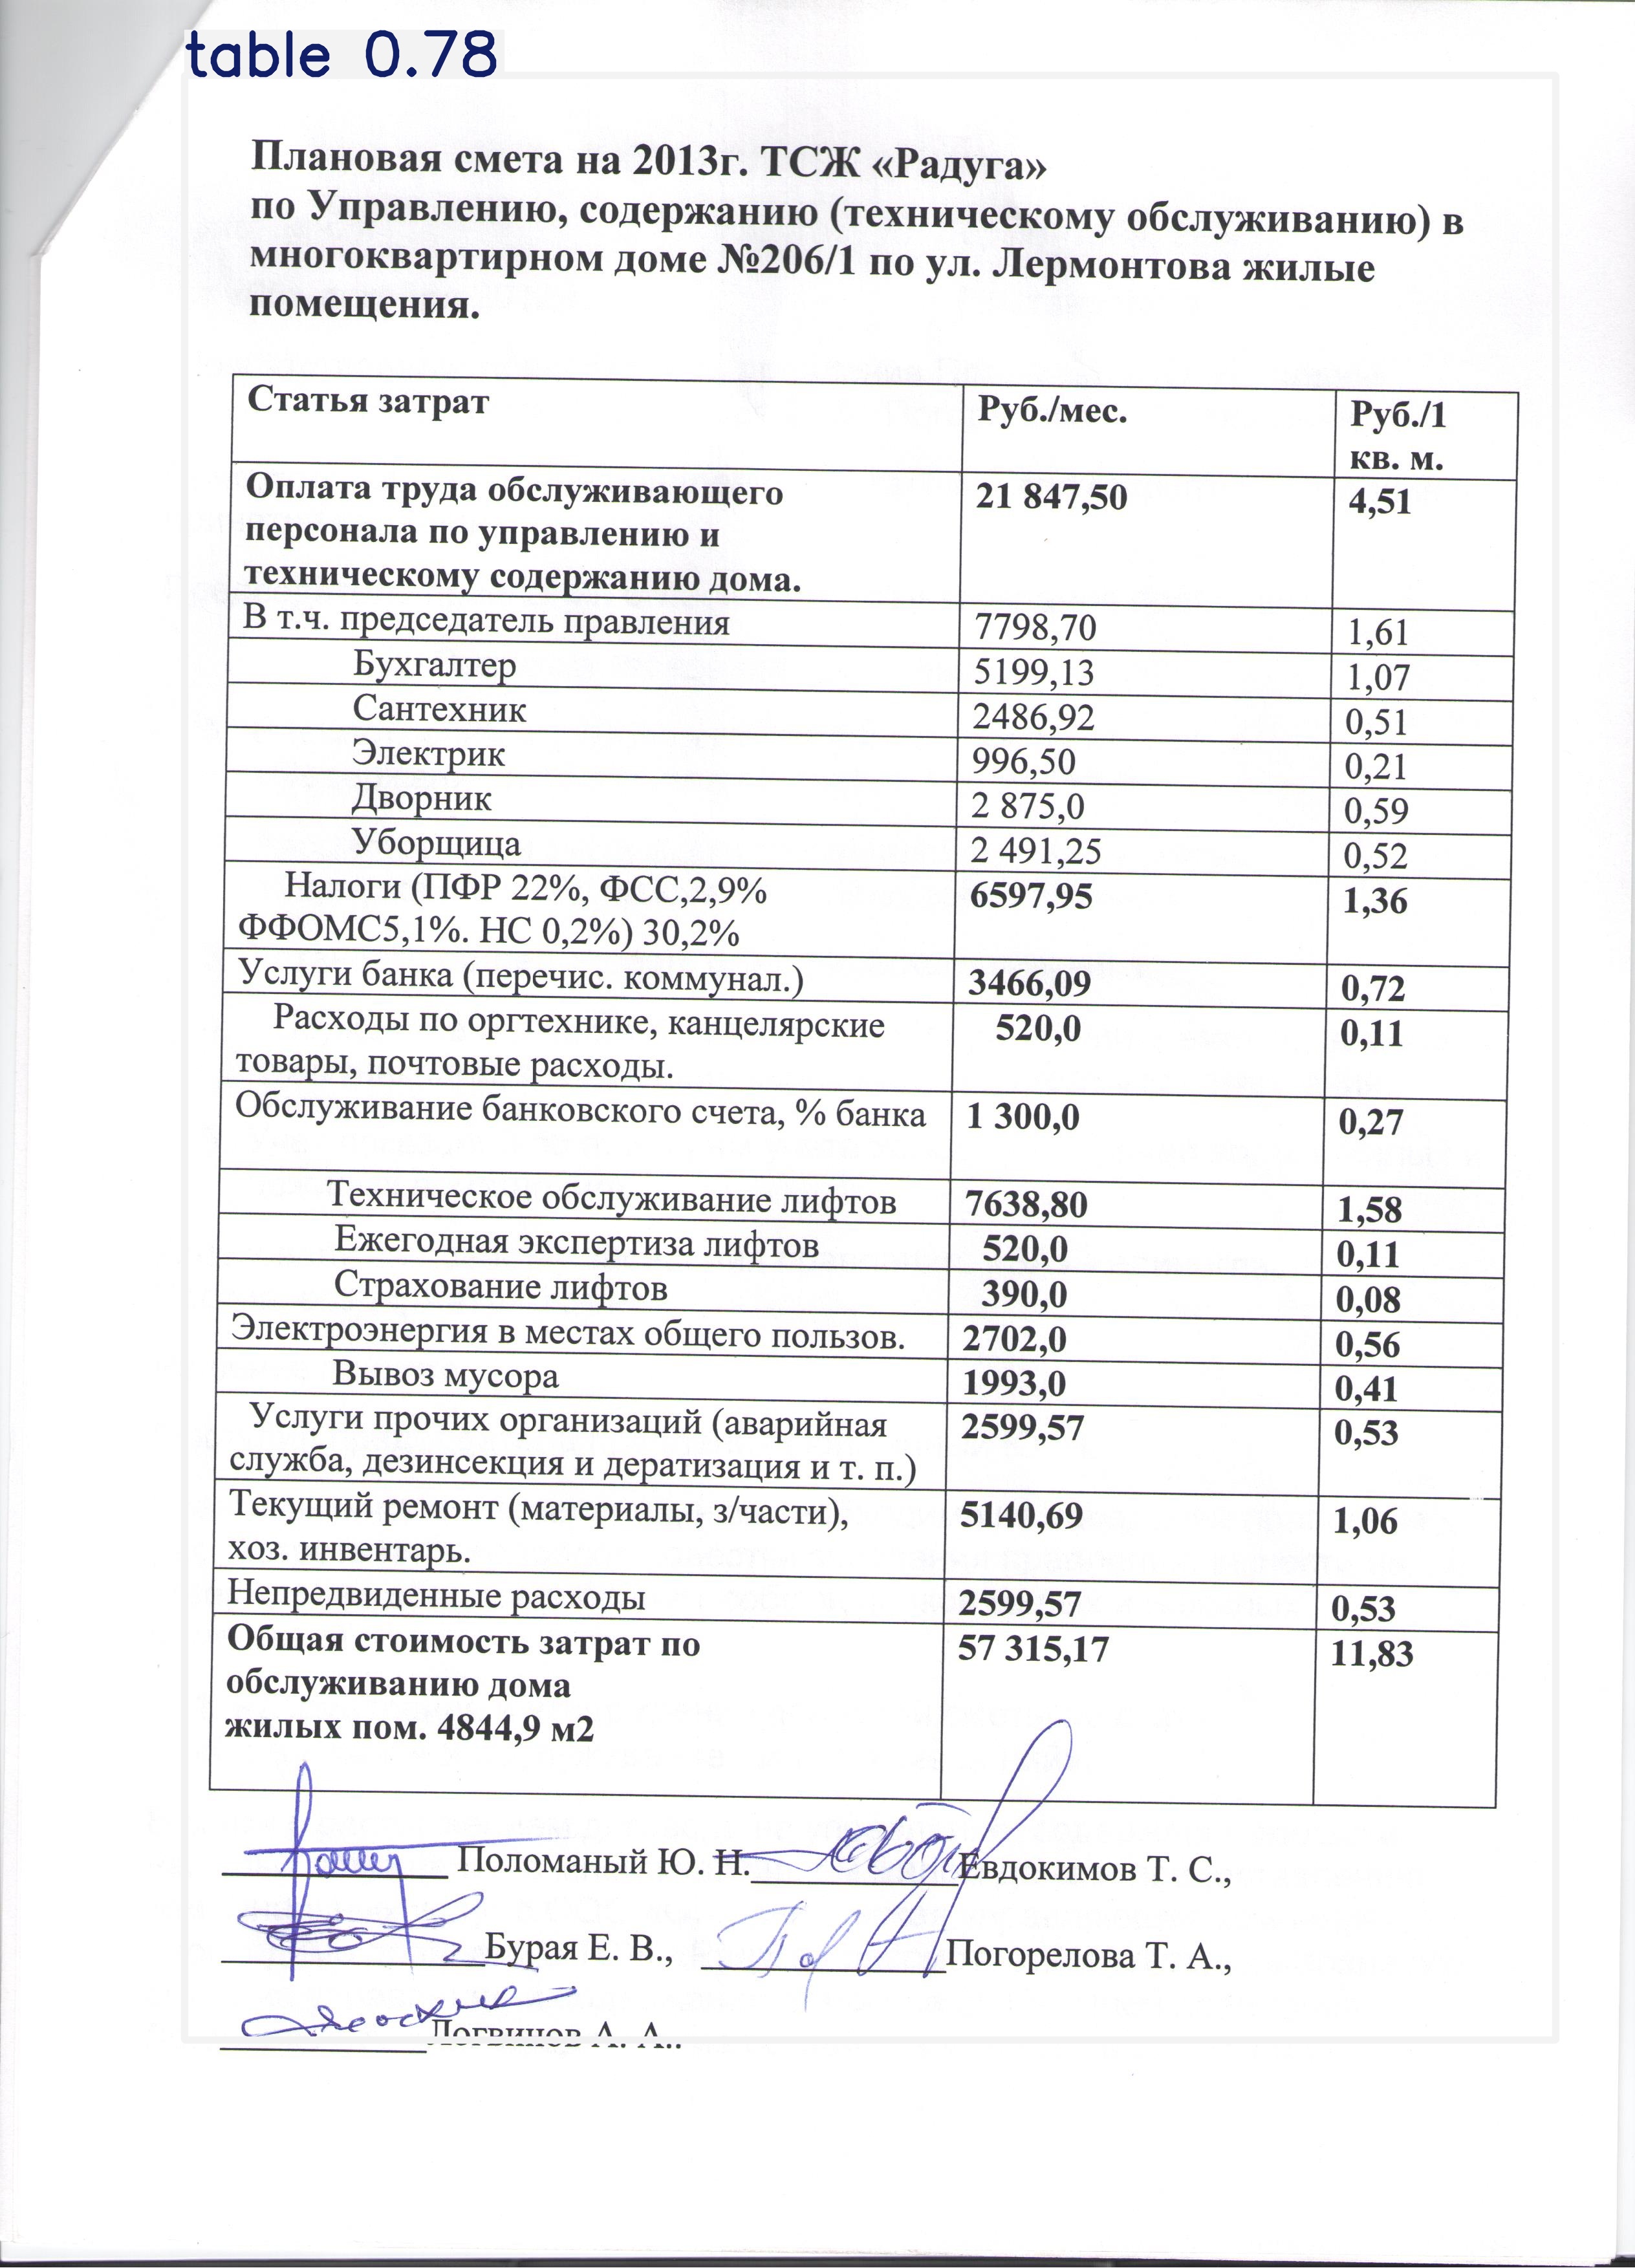 table 0.78
Плановая смета на 2013г. ТСЖ «Радуга»
по Управлению, содержанию (техническому обслуживанию) в
многоквартирном доме №206/1 по ул. Лермонтова жилые
помещения.
Статья затрат Руб./мес. Руб./1
кв. м.
Оплата труда обслуживающего 21 847,50 4,51
персонала по управлению и
техническому содержанию дома.
В т.ч. председатель правления 7798,70 1,61
Бухгалтер 5199,13 1,07
Сантехник 2486,92 0,51
Электрик 996,50 0,21
Дворник 2 875,0 0,59
Уборщица 2 491,25 0,52
Налоги (ПФР 22%, ФСС,2,9% 6597,95 1,36
ФФОМС5,1%. НС 0,2%) 30,2%
Услуги банка (перечис. коммунал.) 3466,09 0,72
Расходы по оргтехнике, канцелярские 520,0 0,11
товары, почтовые расходы.
Обслуживание банковского счета, % банка 1 300,0 0,27
Техническое обслуживание лифтов 7638,80 1,58
Ежегодная экспертиза лифтов 520,0 0,11
Страхование лифтов 390,0 0,08
Электроэнергия в местах общего пользов. 2702,0 0,56
Вывоз мусора 1993,0 0,41
Услуги прочих организаций (аварийная 2599,57 0,53
служба, дезинсекция и дератизация и т. п.)
Текущий ремонт (материалы, з/части), 5140,69 1,06
хоз. инвентарь.
Непредвиденные расходы 2599,57 0,53
Общая стоимость затрат по 57 315,17 11,83
обслуживанию дома
жилых пом. 4844,9 м2
Поломаный Ю. Н. Евдокимов Т. С.,
Бурая Е. В., Погорелова Т. А.,
Логвинов А. А..